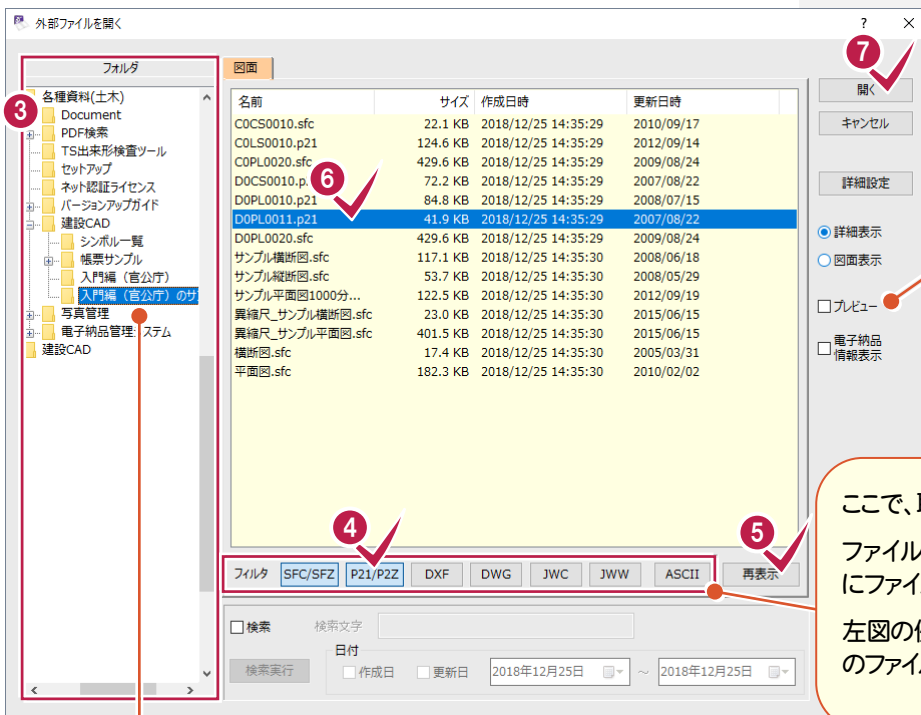 外部ファイルを開く
?
×
フォルダ
3
各種資料(土木)
Document
PDF検索
TS出来形検査ツール
セットアップ
ネット認証ライセンス
バージョンアップガイド
建設CAD
シンボル一覧
帳票サンプル
入門編（官公庁）
入門編（官公庁）のサ
写真管理
電子納品管理システム
建設CAD
図面
名前 サイズ 作成日時 更新日時
C0CS0010.sfc 22.1 KB 2018/12/25 14:35:29 2010/09/17
C0LS0010.p21 124.6 KB 2018/12/25 14:35:29 2012/09/14
C0PL0020.sfc 429.6 KB 2018/12/25 14:35:29 2009/08/24
D0CS0010.p. 72.2 KB 2018/12/25 14:35:29 2007/08/22
D0PL0010.p21 84.8 KB 2018/12/25 14:35:29 2008/07/15
6
D0PL0011.p21 41.9 KB 2018/12/25 14:35:29 2007/08/22
D0PL0020.sfc 429.6 KB 2018/12/25 14:35:29 2009/08/24
サンプル横断図.sfc 117.1 KB 2018/12/25 14:35:30 2008/06/18
サンプル縦断図.sfc 53.7 KB 2018/12/25 14:35:30 2008/05/29
サンプル平面図1000分... 122.5 KB 2018/12/25 14:35:30 2012/09/19
異縮尺_サンプル横断図.sfc 23.0 KB 2018/12/25 14:35:30 2015/06/15
異縮尺_サンプル平面図.sfc 401.5 KB 2018/12/25 14:35:30 2015/06/15
横断図.sfc 17.4 KB 2018/12/25 14:35:30 2005/03/31
平面図.sfc 182.3 KB 2018/12/25 14:35:30 2010/02/02
4
5
フィルタ SFC/SFZ P21/P2Z DXF DWG JWC JWW ASCII 再表示
検索 検索文字
日付
検索実行 作成日 更新日 2018年12月25日 ～ 2018年12月25日
7
開く
キャンセル
詳細設定
詳細表示
図面表示
プレビュー
電子納品
情報表示
ここで、
ファイル
にファイ
左図の
のファイ